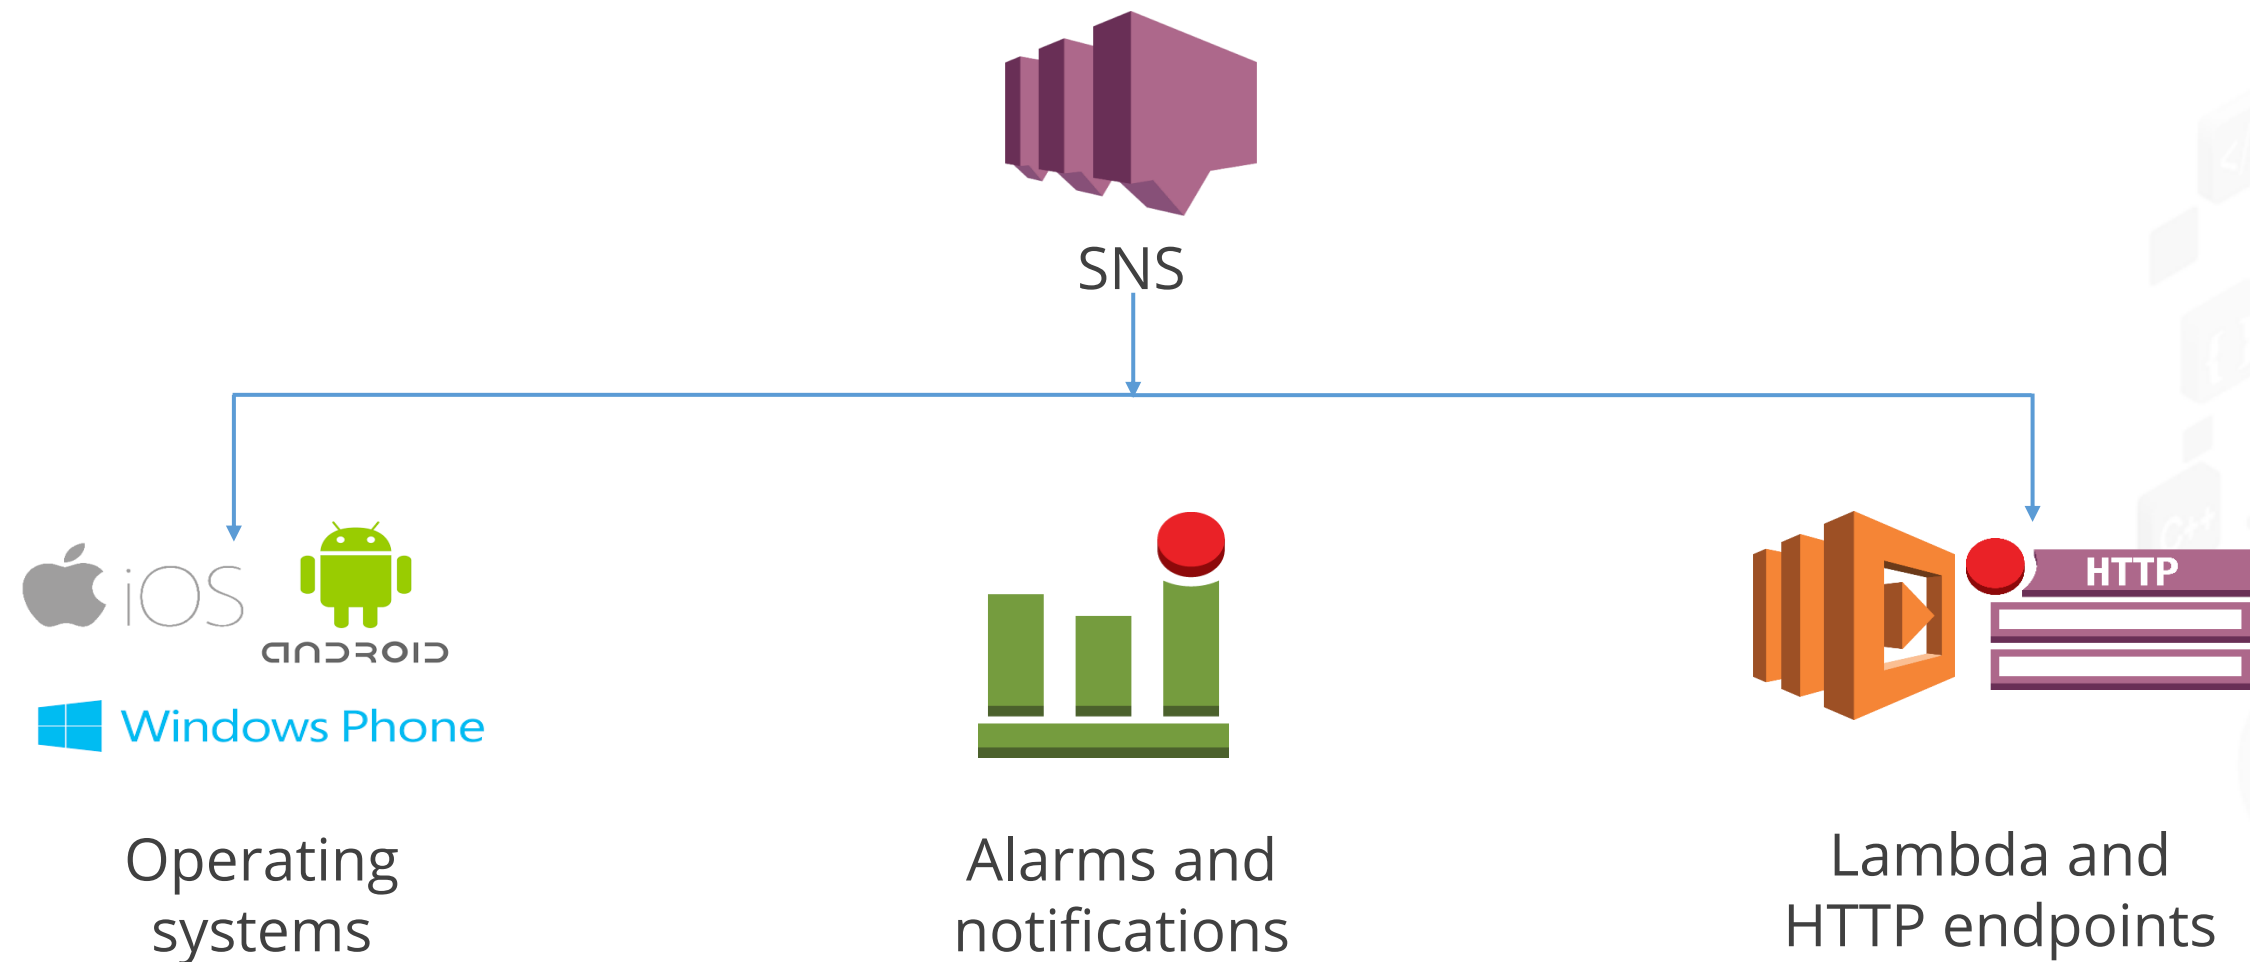 SNS
iOS
android
Windows Phone
HTTP
Operating
systems
Alarms and
notifications
Lambda and
HTTP endpoints